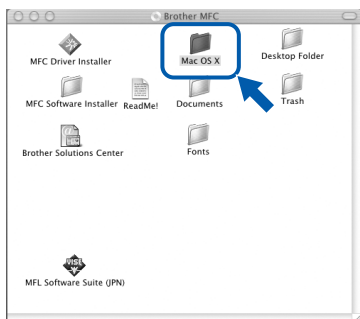 Brother MFC
MFC Driver Installer
Mac OS X
Desktop Folder
MFC Software Installer
ReadMe!
Documents
Trash
Brother Solutions Center
Fonts
VISL
MFL Software Suite (JPN)